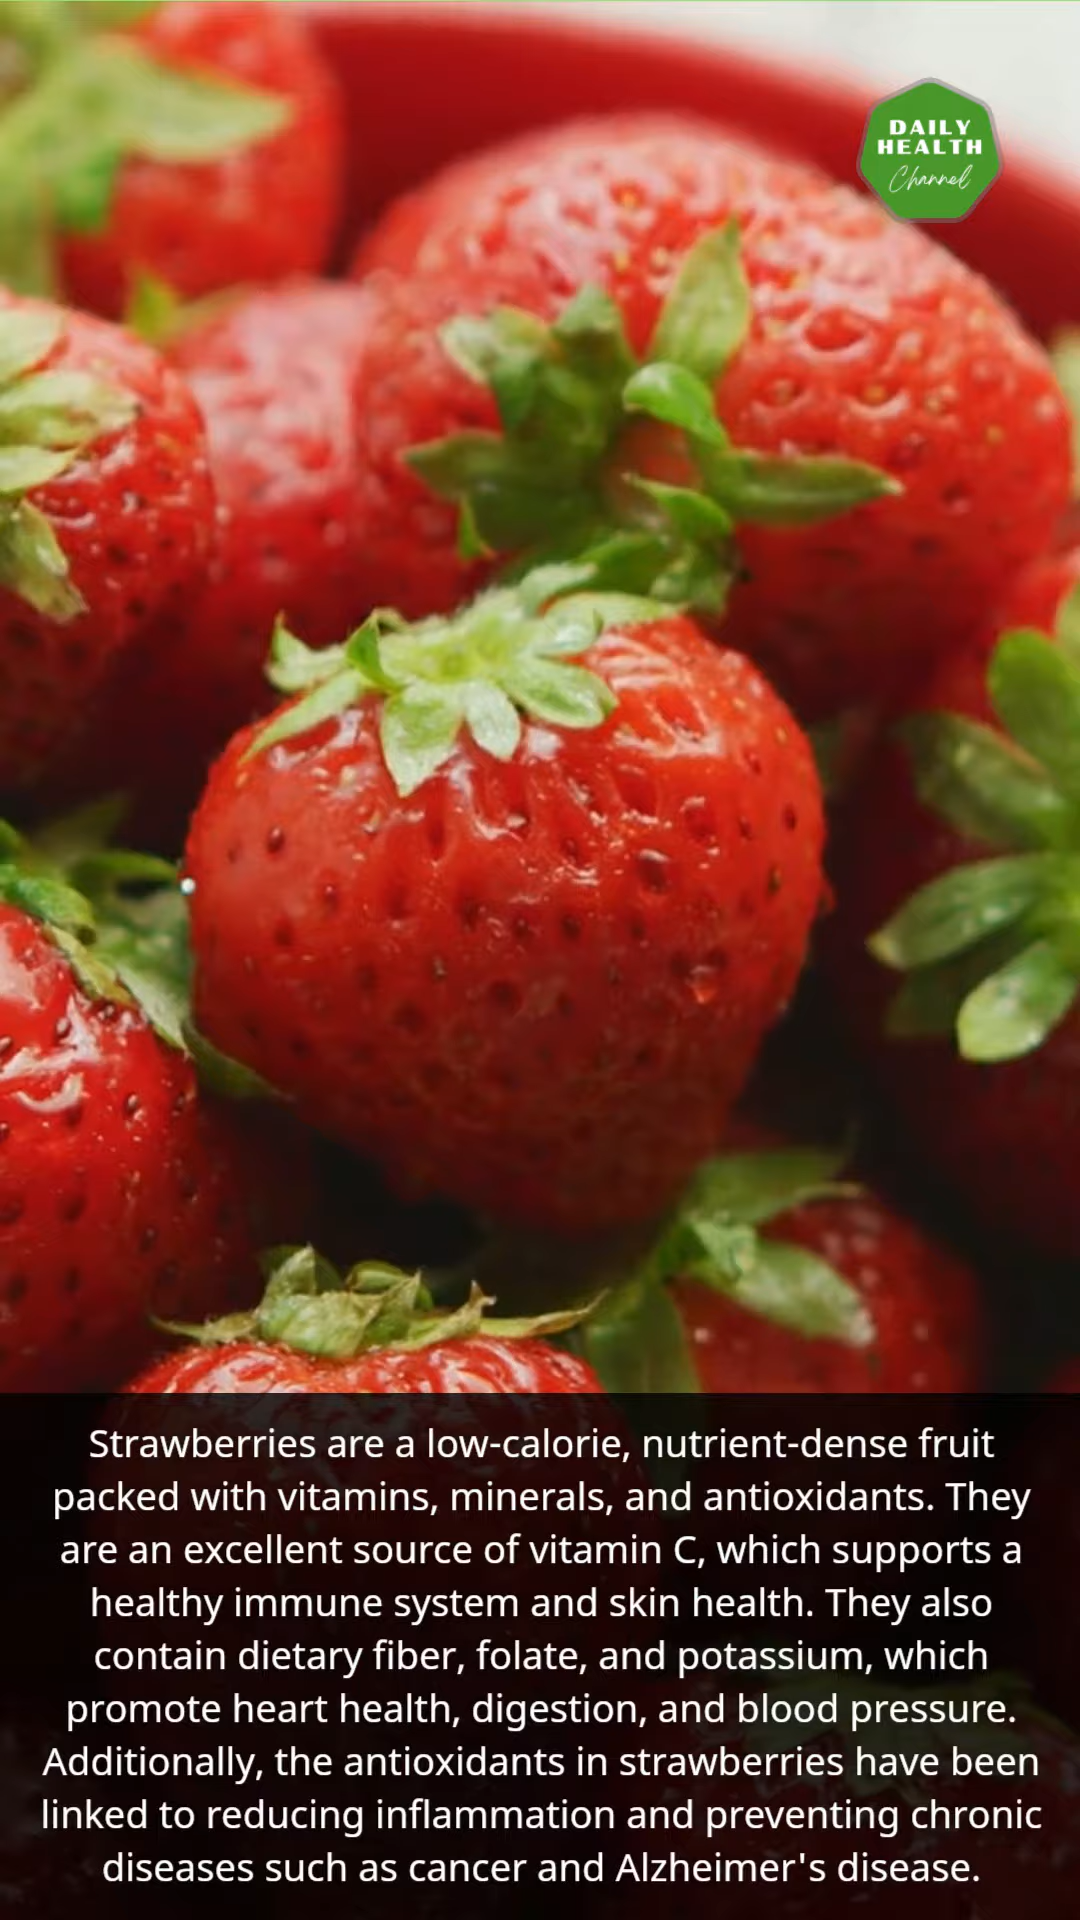 DAILY
HEALTH
Channel
Strawberries are a low-calorie, nutrient-dense fruit
packed with vitamins, minerals, and antioxidants. They
are an excellent source of vitamin C, which supports a
healthy immune system and skin health. They also
contain dietary fiber, folate, and potassium, which
promote heart health, digestion, and blood pressure.
Additionally, the antioxidants in strawberries have been
linked to reducing inflammation and preventing chronic
diseases such as cancer and Alzheimer's disease.